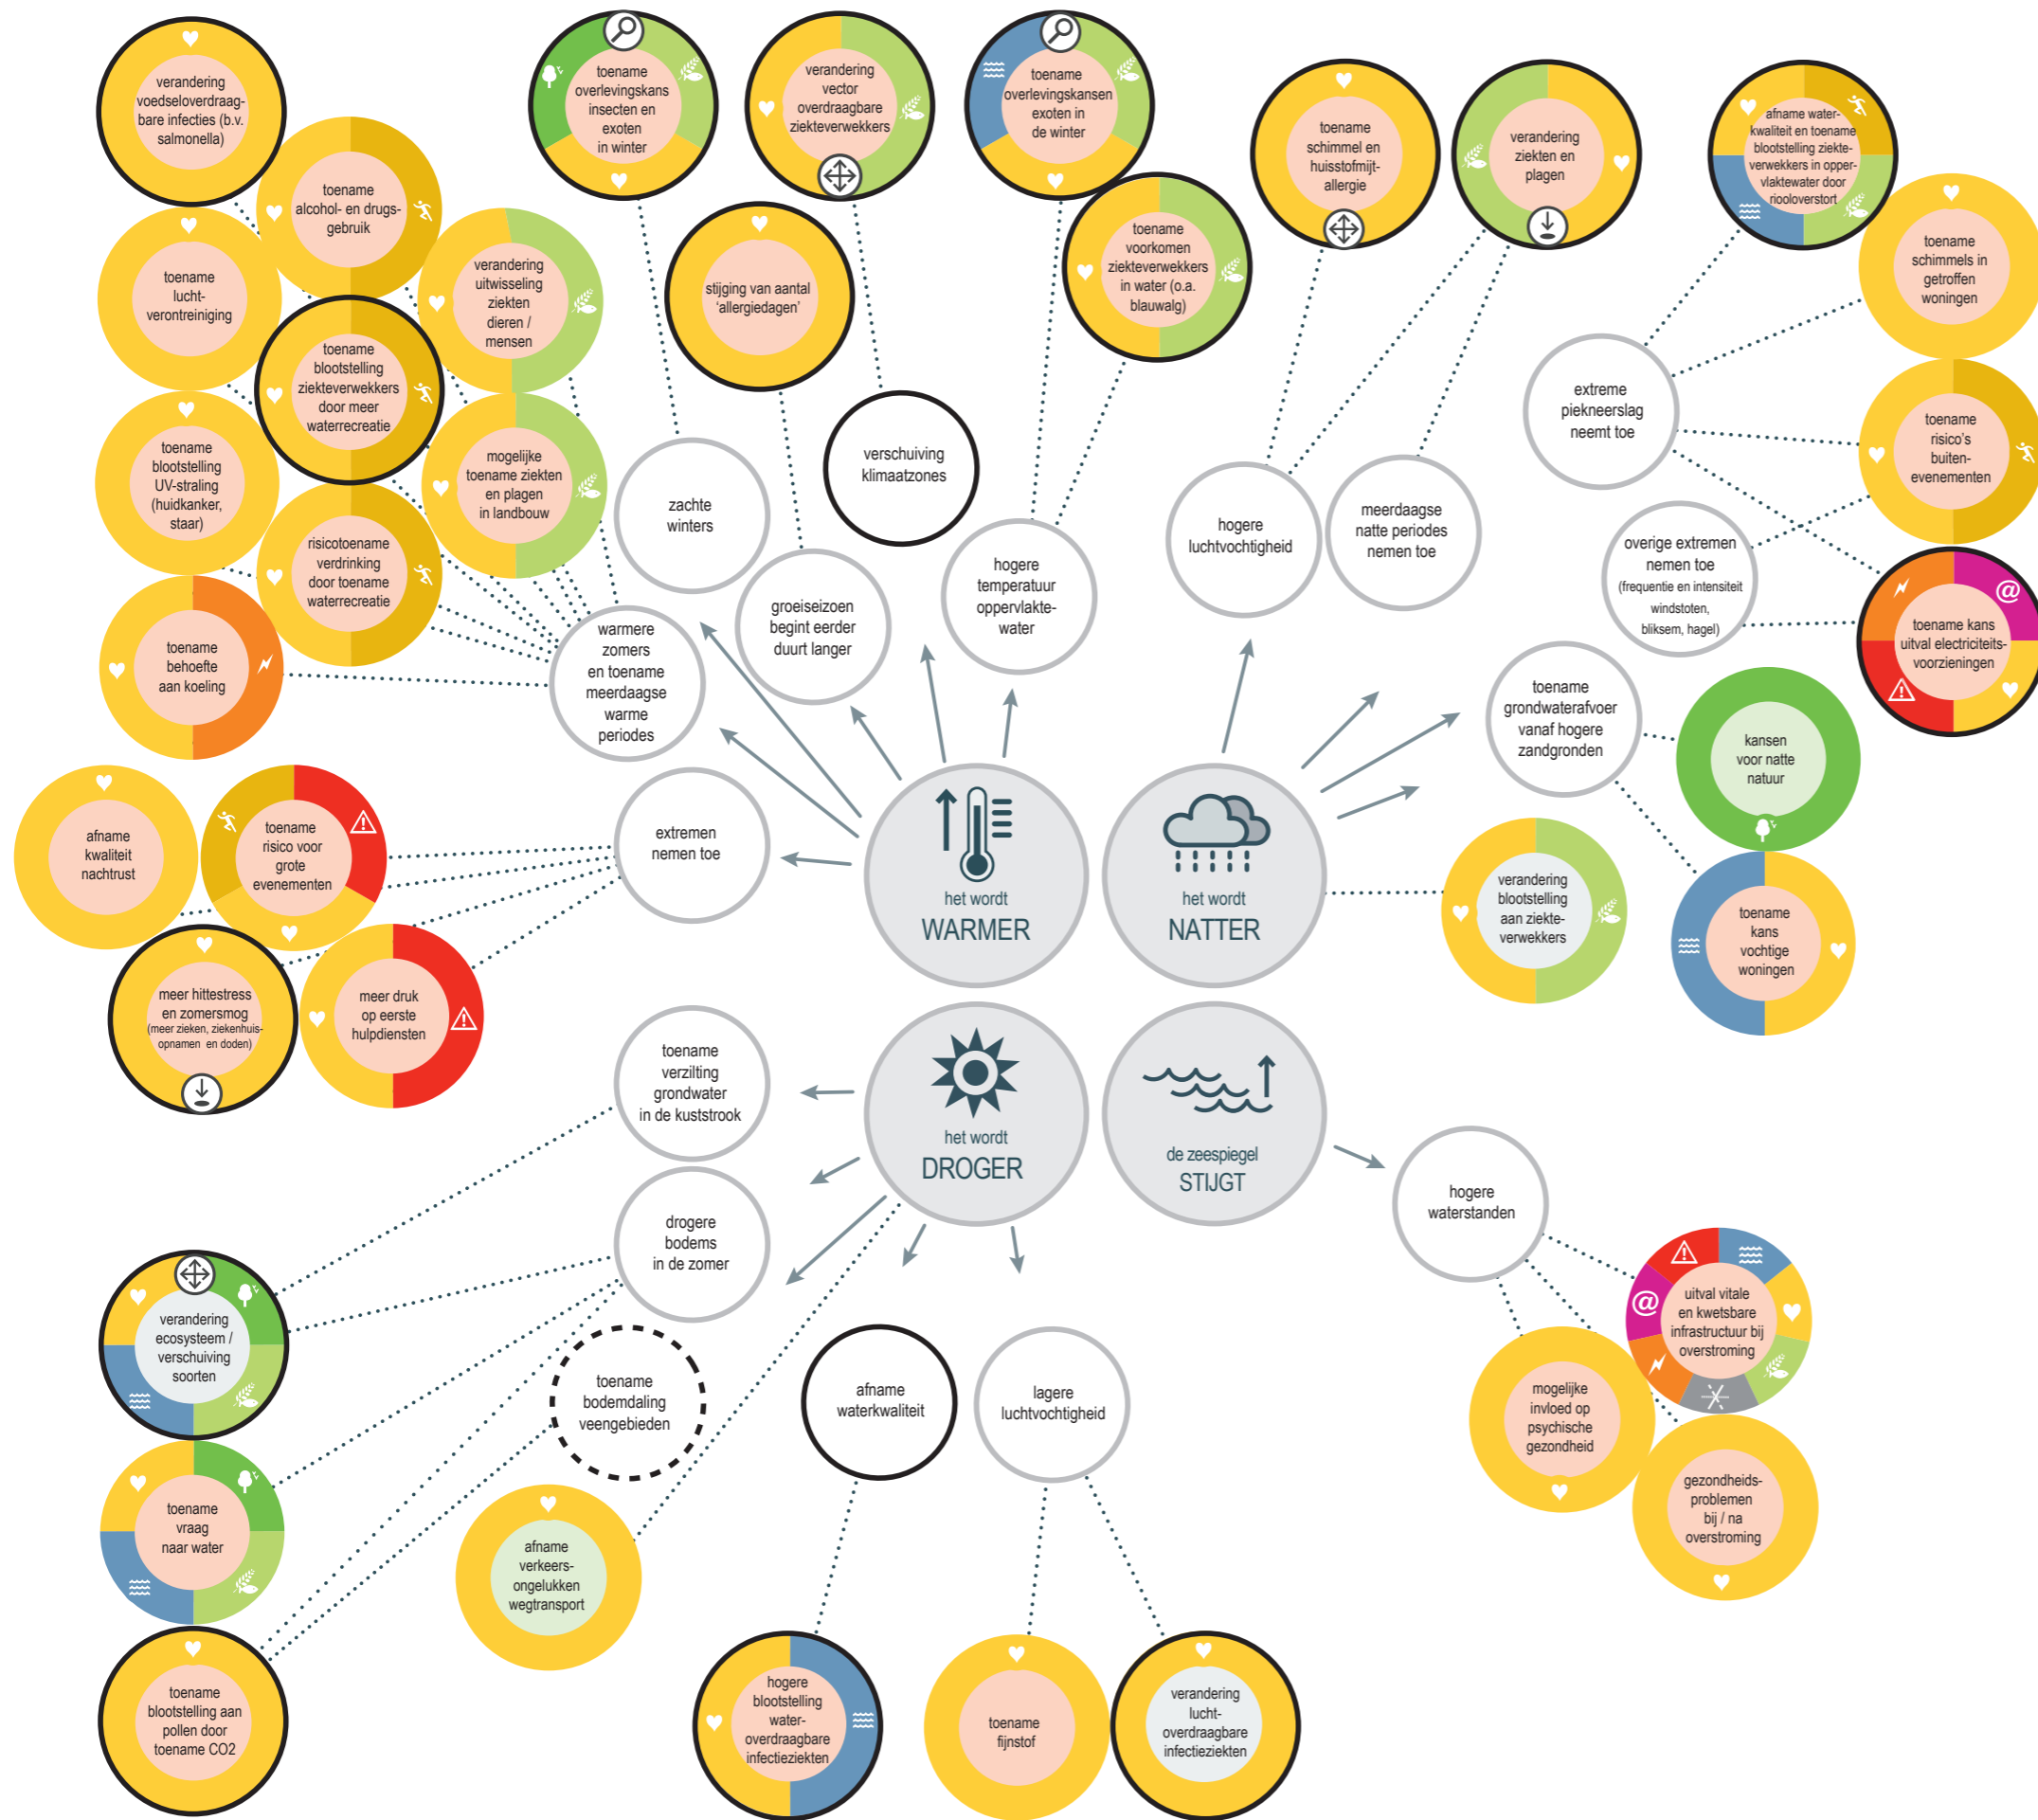 verandering
voedseloverdraag-
bare infecties (b.v.
salmonella)
toename
alcohol- en drugs-
gebruik
toename
lucht-
verontreiniging
verandering
uitwisseling
ziekten
dieren /
mensen
toename
blootstelling
ziekteverwekkers
door meer
waterrecreatie
toename
blootstelling
UV-straling
(huidkanker,
staar)
mogelijke
toename ziekten
en plagen
in landbouw
risicotoename
verdrinking
door toename
waterrecreatie
toename
behoefte
aan koeling
toename
overlevingskans
insecten en
exoten
in winter
verandering
vector
overdraagbare
ziekteverwekkers
toename
overlevingskansen
exoten in
de winter
stijging van aantal
'allergiedagen'
toename
voorkomen
ziekteverwekkers
in water (o.a.
blauwalg)
toename
schimmel en
huisstofmijt-
allergie
verandering
ziekten en
plagen
afname water-
kwaliteit en toename
blootstelling ziekte-
verwekkers in opper-
vlaktewater door
riooloverstort
toename
schimmels in
getroffen
woningen
toename
risico's
buiten-
evenementen
@
toename kans
uitval electriciteits-
voorzieningen
zachte
winters
verschuiving
klimaatzones
groeiseizoen
begint eerder
duurt langer
hogere
temperatuur
oppervlakte-
water
warmere
zomers
en toename
meerdaagse
warme
periodes
hogere
luchtvochtigheid
meerdaagse
natte periodes
nemen toe
extreme
piekneerslag
neemt toe
overige extremen
nemen toe
(frequentie en intensiteit
windstoten,
bliksem, hagel)
toename
grondwaterafvoer
vanaf hogere
zandgronden
kansen
voor natte
natuur
toename
kans
vochtige
woningen
verandering
blootstelling
aan ziekte-
verwekkers
extremen
nemen toe
afname
kwaliteit
nachtrust
toename
risico voor
grote
evenementen
meer hittestress
en zomersmog
(meer zieken, ziekenhuis-
opnamen en doden)
meer druk
op eerste
hulpdiensten
het wordt
WARMER
het wordt
NATTER
het wordt
DROGER
de zeespiegel
STIJGT
toename
verzilting
grondwater
in de kuststrook
drogere
bodems
in de zomer
toename
bodemdaling
veengebieden
afname
waterkwaliteit
lagere
luchtvochtigheid
hogere
waterstanden
verandering
ecosysteem /
verschuiving
soorten
toename
vraag
naar water
toename
blootstelling aan
pollen door
toename CO2
afname
verkeers-
ongelukken
wegtransport
hogere
blootstelling
water-
overdraagbare
infectieziekten
toename
fijnstof
verandering
lucht-
overdraagbare
infectieziekten
@
uitval vitale
en kwetsbare
infrastructuur bij
overstroming
mogelijke
invloed op
psychische
gezondheid
gezondheids-
problemen
bij / na
overstroming